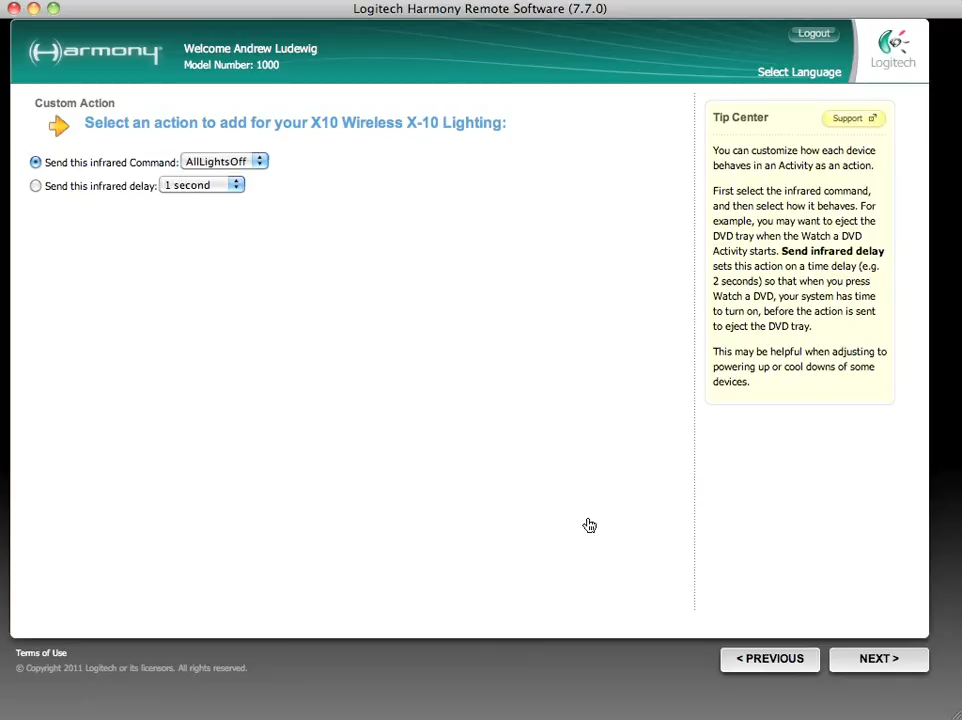 Logitech Harmony Remote Software (7.7.0)
Harmony
Welcome Andrew Ludewig
Model Number: 1000
Logout
Select Language
Logitech
Custom Action
Select an action to add for your X10 Wireless X-10 Lighting:
Send this infrared Command: AllLightsOff
Send this infrared delay: 1 second
Tip Center
Support
You can customize how each device
behaves in an Activity as an action.
First select the infrared command,
and then select how it behaves. For
example, you may want to eject the
DVD tray when the Watch a DVD
Activity starts. Send infrared delay
sets this action on a time delay (e.g.
2 seconds) so that when you press
Watch a DVD, your system has time
to turn on, before the action is sent
to eject the DVD tray.
This may be helpful when adjusting to
powering up or cool downs of some
devices.
Terms of Use
© Copyright 2011 Logitech or its licensors. All rights reserved.
< PREVIOUS
NEXT >